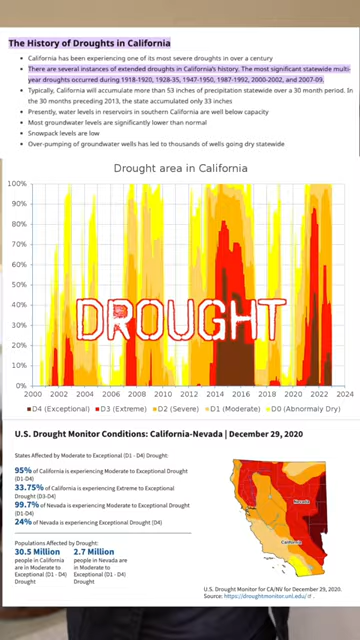 The History of Droughts in California
California has been experiencing one of its most severe droughts in over a century
There are several instances of extended droughts in California's history. The most significant statewide multi-
year droughts occurred during 1918-1920, 1928-35, 1947-1950, 1987-1992, 2000-2002, and 2007-09.
Typically, California will accumulate more than 53 inches of precipitation statewide over a 30 month period. In
the 30 months preceding 2013, the state accumulated only 33 inches
Presently, water levels in reservoirs in southern California are well below capacity
Most groundwater levels are significantly lower than normal
Snowpack levels are low
Over-pumping of groundwater wells has led to thousands of wells going dry statewide
Drought area in California
100%
90%
80%
70%
60%
50%
40%
30%
20%
10%
0%
DROUGHT
2000 2002 2004 2006 2008 2010 2012 2014 2016 2018 2020 2022 2024
D4 (Exceptional) D3 (Extreme) D2 (Severe) D1 (Moderate) D0 (Abnormaly Dry)
U.S. Drought Monitor Conditions: California-Nevada | December 29, 2020
States Affected by Moderate to Exceptional (D1 - D4) Drought:
95% of California is experiencing Moderate to Exceptional Drought
(D1-D4)
33.75% of California is experiencing Extreme to Exceptional
Drought (D3-D4)
99.7% of Nevada is experiencing Moderate to Exceptional Drought
(D1-D4)
24% of Nevada is experiencing Exceptional Drought (D4)
Populations Affected by Drought:
30.5 Million
people in California
are in Moderate to
Exceptional (D1 - D4)
Drought
2.7 Million
people in Nevada are
in Moderate to
Exceptional (D1 - D4)
Drought
Nevada
California
U.S. Drought Monitor for CA/NV for December 29, 2020.
Source: https://droughtmonitor.unl.edu/